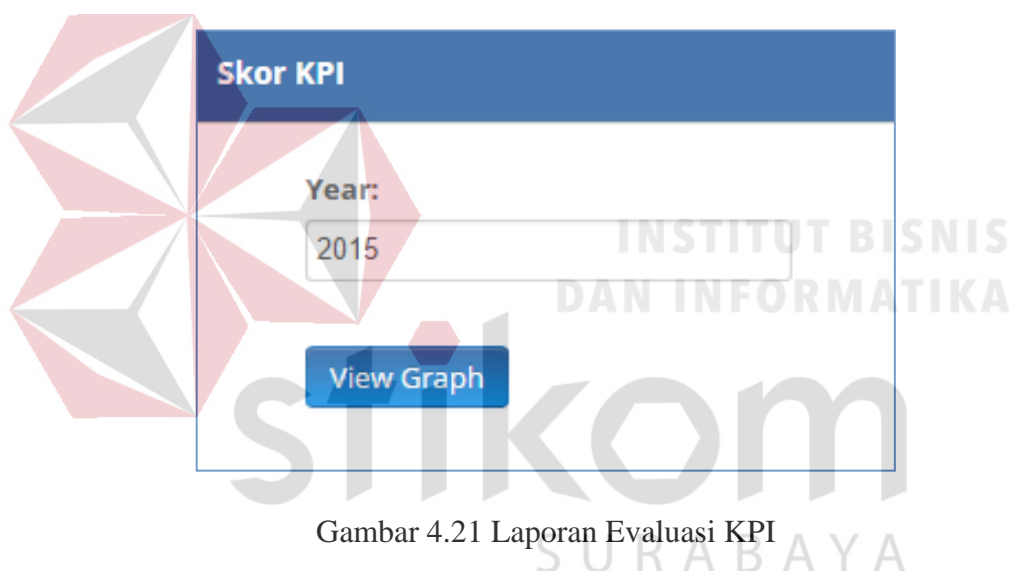 Skor KPI
Year:
2015
INSTITUT BISNIS
DAN INFORMATIKA
View Graph
stikom
Gambar 4.21 Laporan Evaluasi KPI
SURABAYA